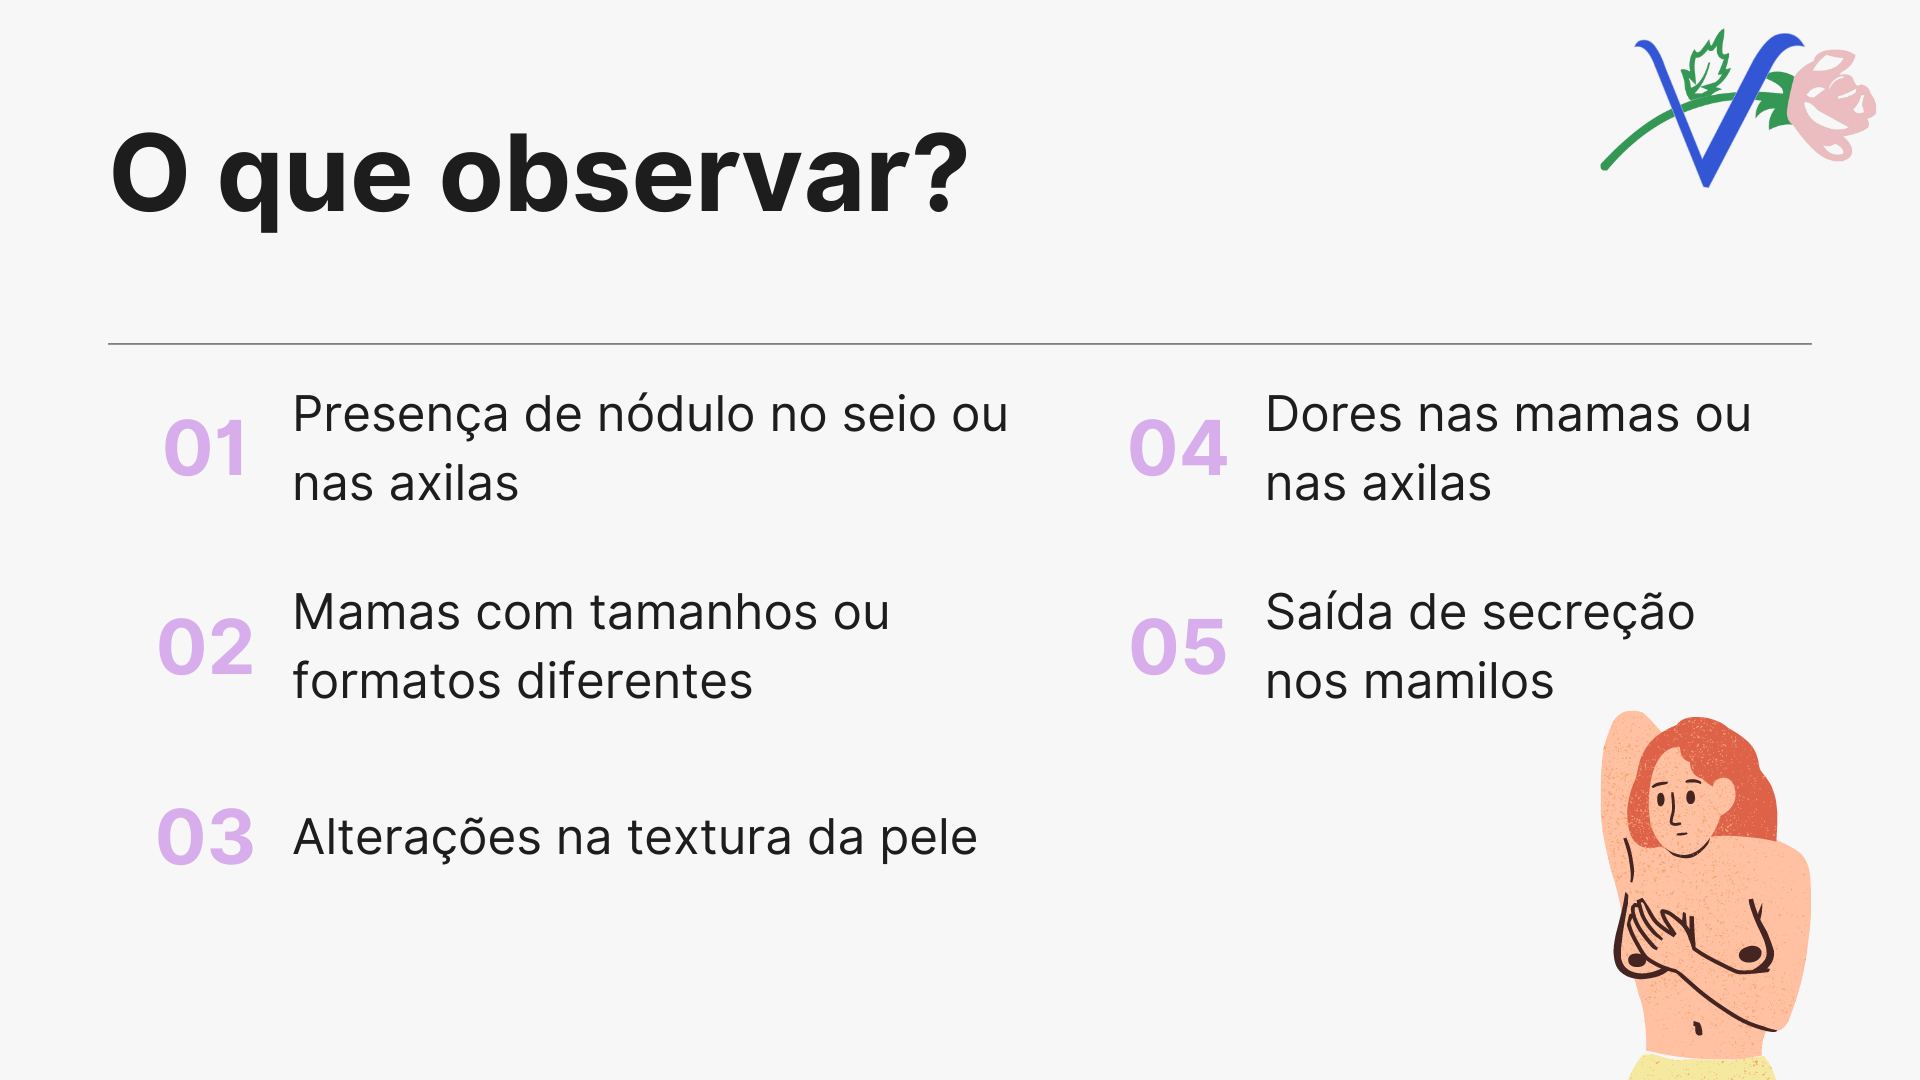 O que observar?
01
Presença de nódulo no seio ou
nas axilas
02
Mamas com tamanhos ou
formatos diferentes
03
Alterações na textura da pele
04
Dores nas mamas ou
nas axilas
05
Saída de secreção
nos mamilos
V